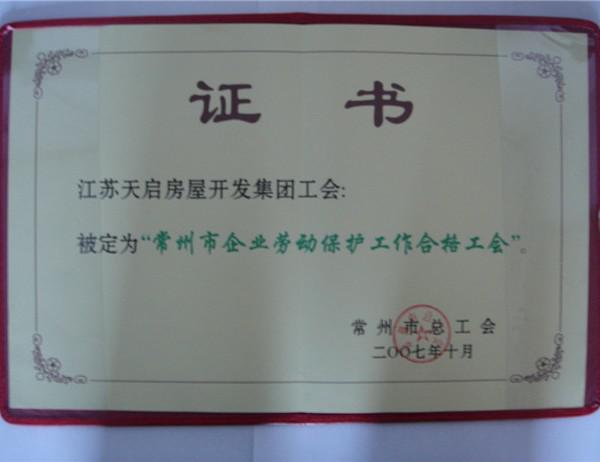 证 书
江苏天启房屋开发集团工会:
被定为“常州市企业劳动保护工作合格工会”。
常州市总工会
二〇〇七年十月